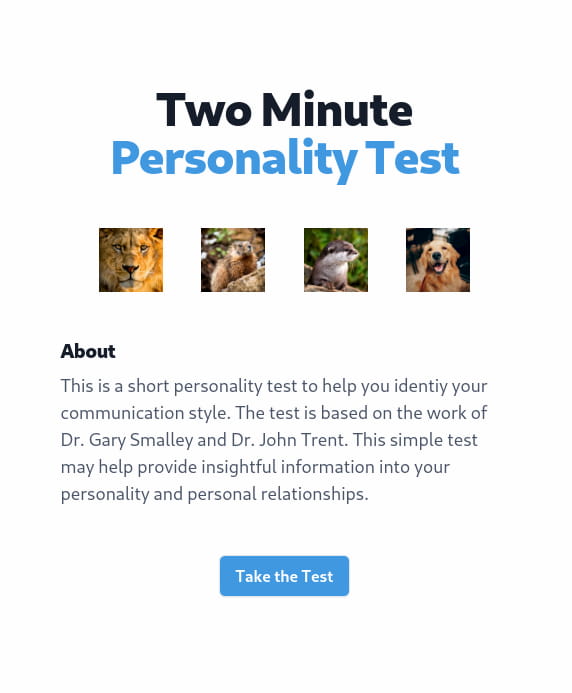 Two Minute
Personality Test
About
This is a short personality test to help you identiy your
communication style. The test is based on the work of
Dr. Gary Smalley and Dr. John Trent. This simple test
may help provide insightful information into your
personality and personal relationships.
Take the Test